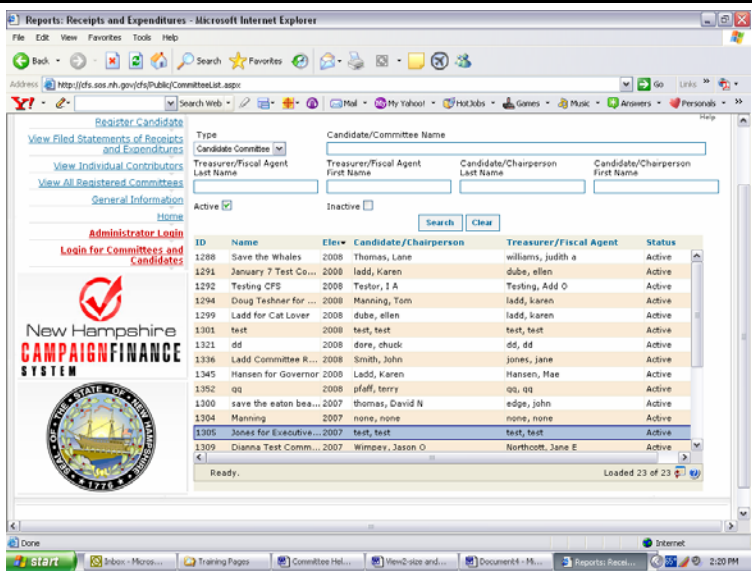 Reports: Receipts and Expenditures - Microsoft Internet Explorer
File Edit View Favorites Tools Help
Back Search Favorites
Address http://cfs.sos.nh.gov/cfs/Public/CommitteeList.aspx Go Links
Y! Search Web Mail My Yahoo! HotJobs Games Music Answers Personals
Help
Register Candidate
View Filed Statements of Receipts and Expenditures
View Individual Contributors
View All Registered Committees
General Information
Home
Administrator Login
Login for Committees and Candidates
New Hampshire
CAMPAIGN FINANCE
SYSTEM
SEAL OF THE STATE OF NEW HAMPSHIRE
1776
Type Candidate/Committee Name
Candidate Committee
Treasurer/Fiscal Agent Last Name Treasurer/Fiscal Agent First Name Candidate/Chairperson Last Name Candidate/Chairperson First Name
Active Inactive
Search Clear
ID Name Elec Candidate/Chairperson Treasurer/Fiscal Agent Status
1288 Save the Whales 2008 Thomas, Lane williams, judith a Active
1291 January 7 Test Co... 2008 ladd, Karen dube, ellen Active
1292 Testing CFS 2008 Testor, I A Testing, Add O Active
1294 Doug Teshner for ... 2008 Manning, Tom ladd, karen Active
1299 Ladd for Cat Lover 2008 dube, ellen ladd, karen Active
1301 test 2008 test, test test, test Active
1321 dd 2008 dore, chuck dd, dd Active
1336 Ladd Committee R... 2008 Smith, John jones, jane Active
1345 Hansen for Governor 2008 Ladd, Karen Hansen, Mae Active
1352 qq 2008 pfaff, terry qq, qq Active
1300 save the eaton bea... 2007 thomas, David N edge, john Active
1304 Manning 2007 none, none none, none Active
1305 Jones for Executive... 2007 test, test test, test Active
1309 Dianna Test Comm... 2007 Wimpey, Jason O Northcott, Jane E Active
Ready. Loaded 23 of 23
Done Internet
start Inbox - Micros... Training Pages Committee Hel... View2-size and... Document4 - Mi... Reports: Recei... 2:20 PM